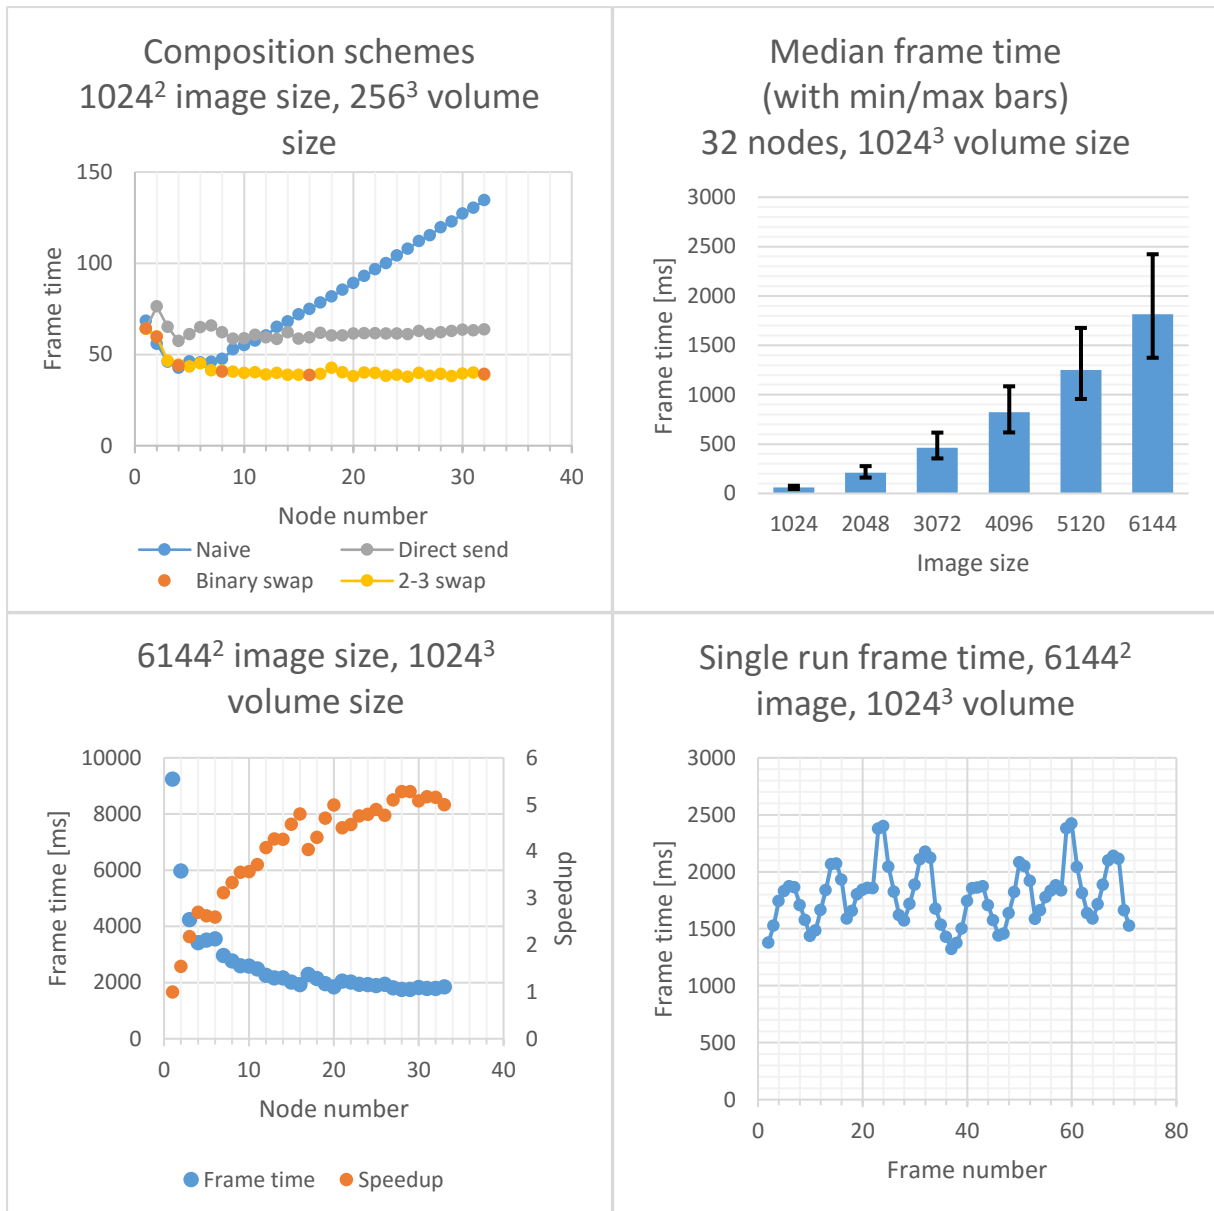 Composition schemes
1024² image size, 256³ volume
size
150
100
50
0
Frame time
0
10
20
30
40
Node number
Naive
Direct send
Binary swap
2-3 swap
Median frame time
(with min/max bars)
32 nodes, 1024³ volume size
3000
2500
2000
1500
1000
500
0
Frame time [ms]
1024
2048
3072
4096
5120
6144
Image size
6144² image size, 1024³
volume size
10000
8000
6000
4000
2000
0
Frame time [ms]
6
5
4
3
2
1
0
Speedup
0
10
20
30
40
Node number
Frame time
Speedup
Single run frame time, 6144²
image, 1024³ volume
3000
2500
2000
1500
1000
500
0
Frame time [ms]
0
20
40
60
80
Frame number